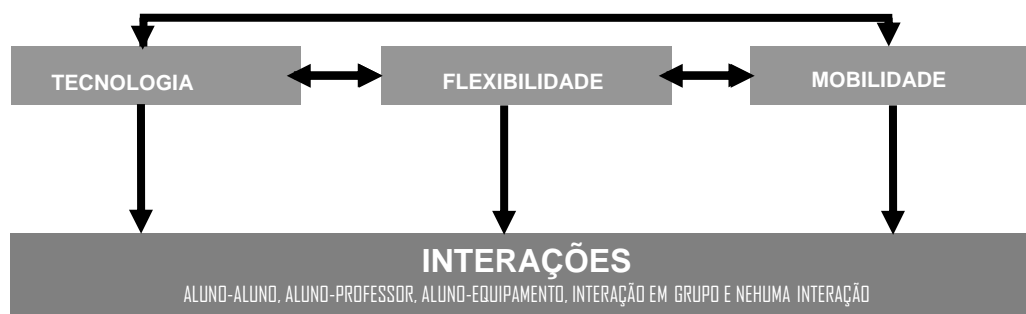 TECNOLOGIA
FLEXIBILIDADE
MOBILIDADE
INTERAÇÕES
ALUNO-ALUNO, ALUNO-PROFESSOR, ALUNO-EQUIPAMENTO, INTERAÇÃO EM GRUPO E NEHUMA INTERAÇÃO